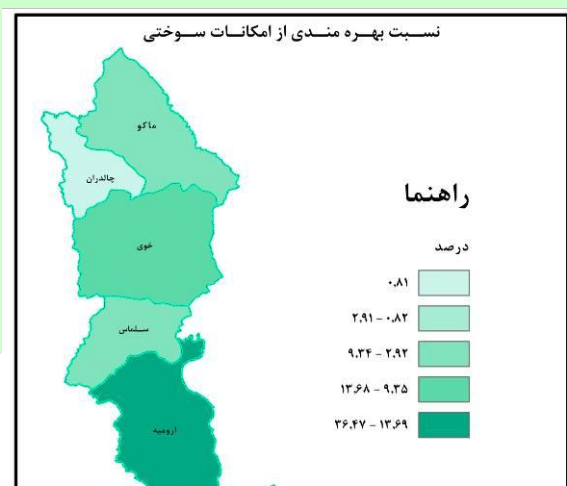 نسبت بهره مندی از امکانات سوختی
ماکو
چالدران
خوی
سلماس
ارومیه
راهنما
درصد
۰.۸۱
۲.۹۱ - ۰.۸۲
۹.۳۴ - ۲.۹۲
۱۳.۶۸ - ۹.۳۵
۳۶.۴۷ - ۱۳.۶۹